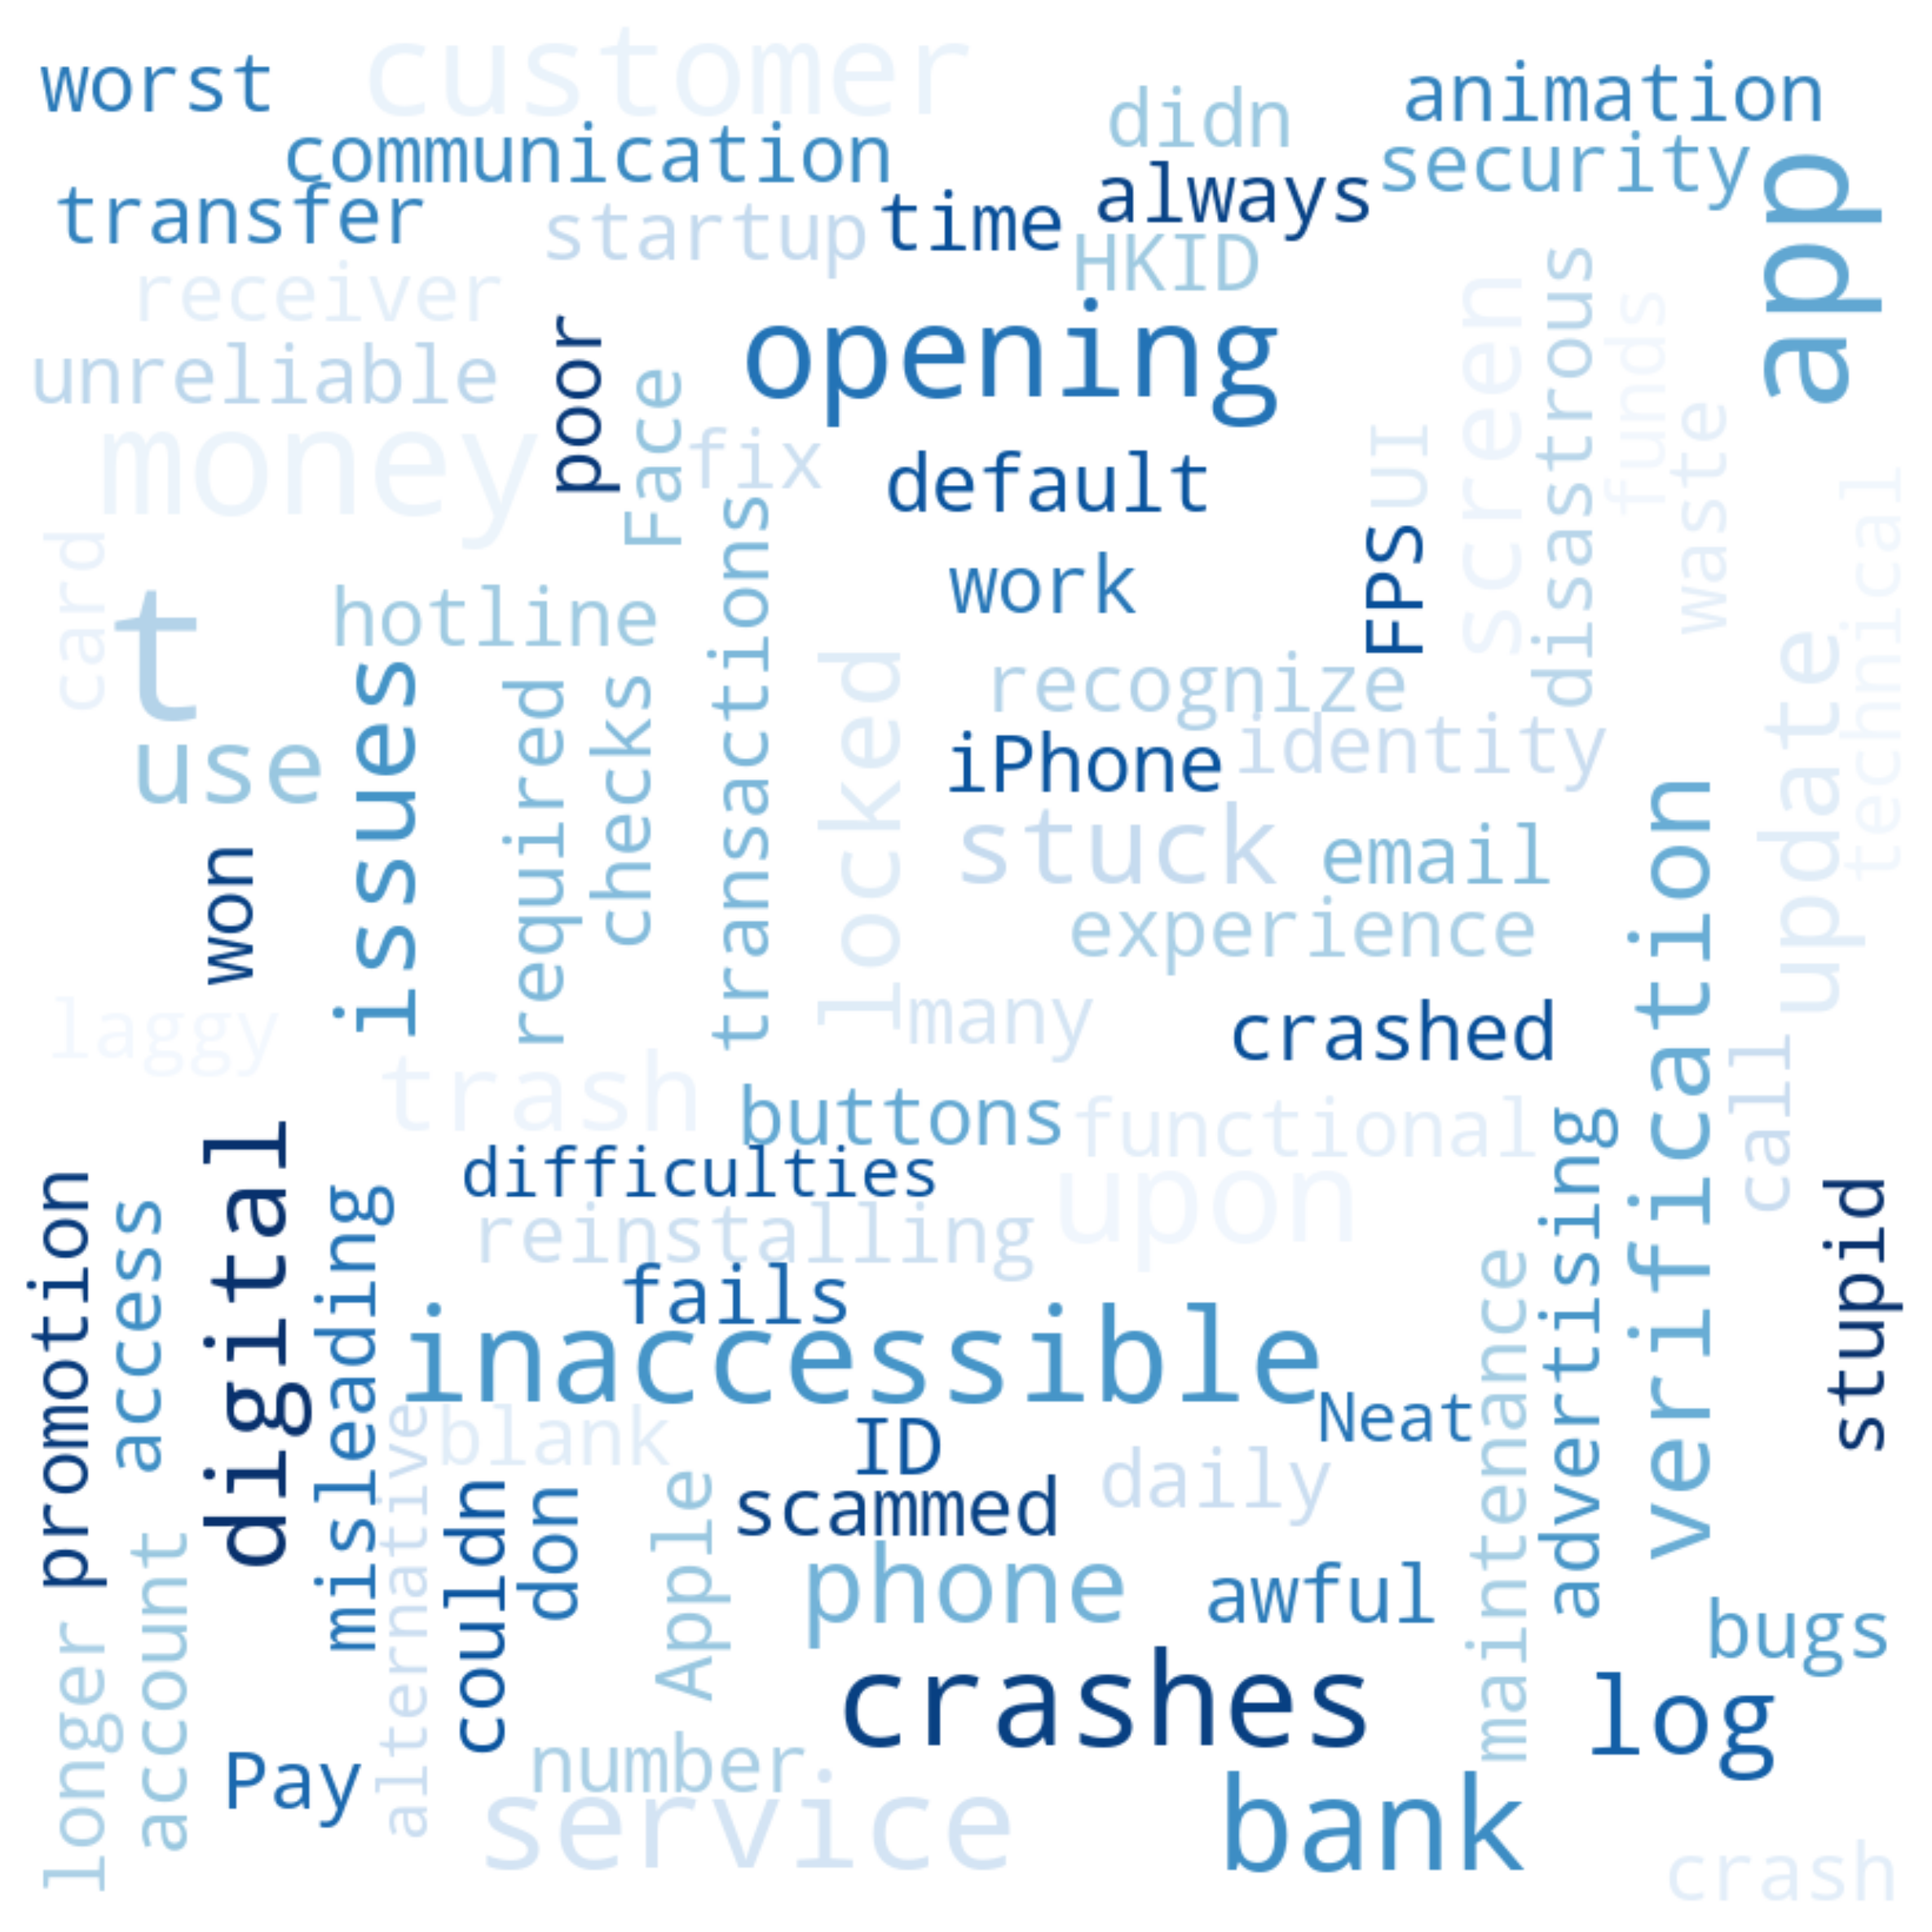 customer
worst
animation
didn
communication
security
always
app
transfer
time
startup
HKID
receiver
opening
poor
unreliable
Face
fix
money
default
UI
screen
disastrous
funds
waste
technical
FPS
card
t
hotline
transactions
work
recognize
use
issues
required
checks
locked
iPhone
identity
stuck
email
update
won
experience
verification
laggy
many
crashed
call
trash
buttons
functional
difficulties
upon
digital
promotion
access
misleading
reinstalling
advertising
stupid
fails
inaccessible
maintenance
Neat
alternative
blank
ID
daily
scammed
couldn
don
Apple
phone
awful
bugs
longer
account
crashes
log
Pay
number
service
bank
crash